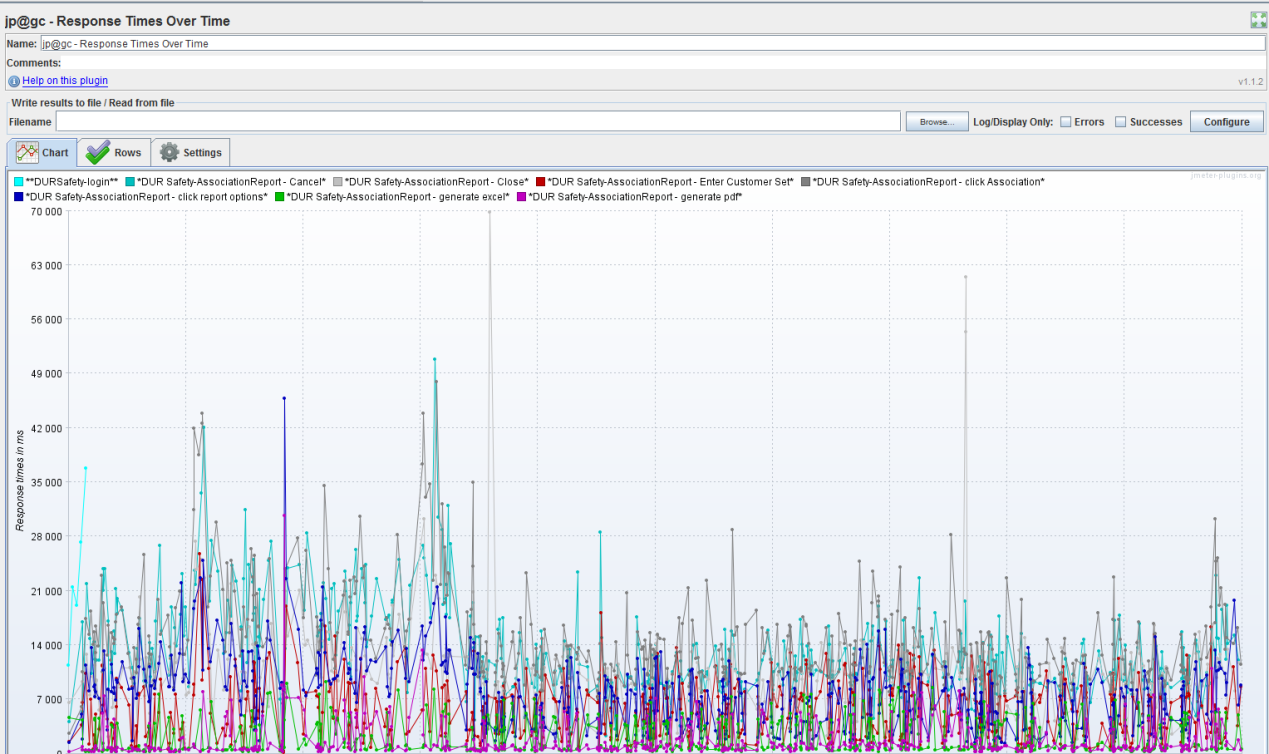 jp@gc - Response Times Over Time
Name: jp@gc - Response Times Over Time
Comments:
Help on this plugin
v1.1.2
Write results to file / Read from file
Filename Browse... Log/Display Only: Errors Successes Configure
Chart Rows Settings
jmeter-plugins.org
**DURSafety-login** *DUR Safety-AssociationReport - Cancel* *DUR Safety-AssociationReport - Close* *DUR Safety-AssociationReport - Enter Customer Set* *DUR Safety-AssociationReport - click Association*
*DUR Safety-AssociationReport - click report options* *DUR Safety-AssociationReport - generate excel* *DUR Safety-AssociationReport - generate pdf*
70 000
63 000
56 000
49 000
42 000
35 000
28 000
21 000
14 000
7 000
0
Response times in ms